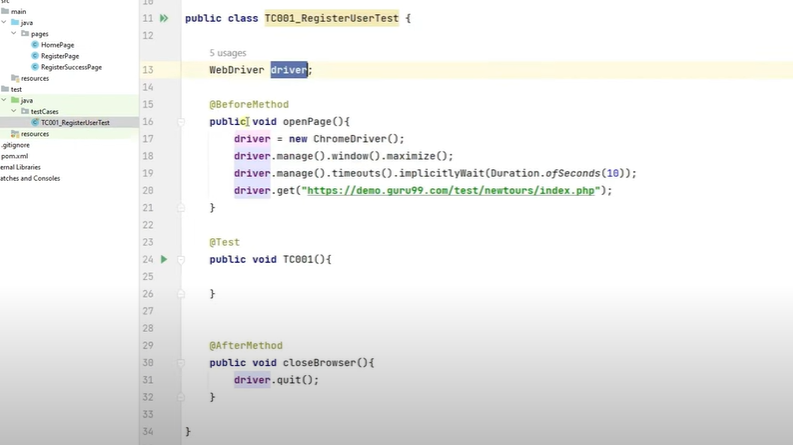 src
main
java
pages
HomePage
RegisterPage
RegisterSuccessPage
resources
test
java
testCases
TC001_RegisterUserTest
resources
.gitignore
pom.xml
ernal Libraries
atches and Consoles
10
11 public class TC001_RegisterUserTest {
12
5 usages
13 WebDriver driver;
14
15 @BeforeMethod
16 public void openPage(){
17 driver = new ChromeDriver();
18 driver.manage().window().maximize();
19 driver.manage().timeouts().implicitlyWait(Duration.ofSeconds(10));
20 driver.get("https://demo.guru99.com/test/newtours/index.php");
21 }
22
23 @Test
24 public void TC001(){
25
26 }
27
28
29 @AfterMethod
30 public void closeBrowser(){
31 driver.quit();
32 }
33
34 }